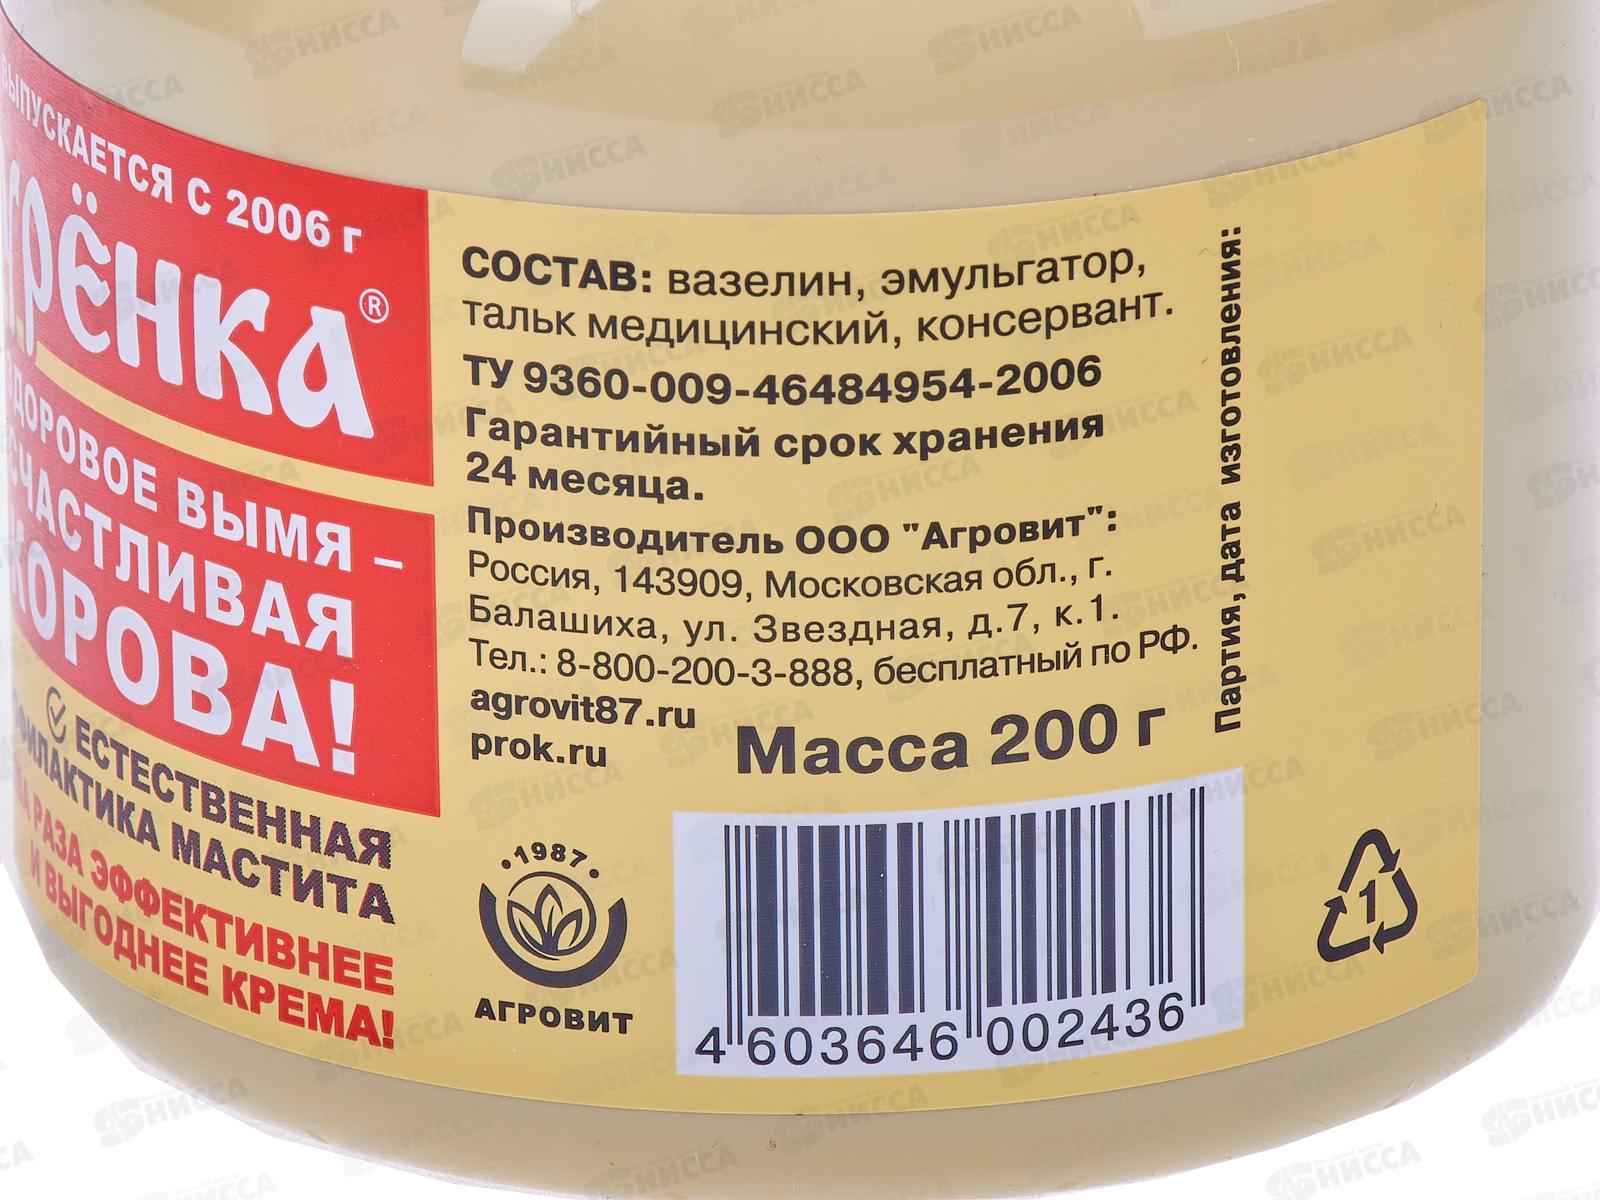 ВЫПУСКАЕТСЯ С 2006 г
РЁНКА®
ЗДОРОВОЕ ВЫМЯ –
СЧАСТЛИВАЯ
КОРОВА!
ЕСТЕСТВЕННАЯ
ПРОФИЛАКТИКА МАСТИТА
РАЗА ЭФФЕКТИВНЕЕ
И ВЫГОДНЕЕ КРЕМА!
СОСТАВ: вазелин, эмульгатор,
тальк медицинский, консервант.
ТУ 9360-009-46484954-2006
Гарантийный срок хранения
24 месяца.
Производитель ООО "Агровит":
Россия, 143909, Московская обл., г.
Балашиха, ул. Звездная, д.7, к.1.
Тел.: 8-800-200-3-888, бесплатный по РФ.
agrovit87.ru
prok.ru
Масса 200 г
Партия, дата изготовления:
1987
АГРОВИТ
4 603646 002436
1
НИССА